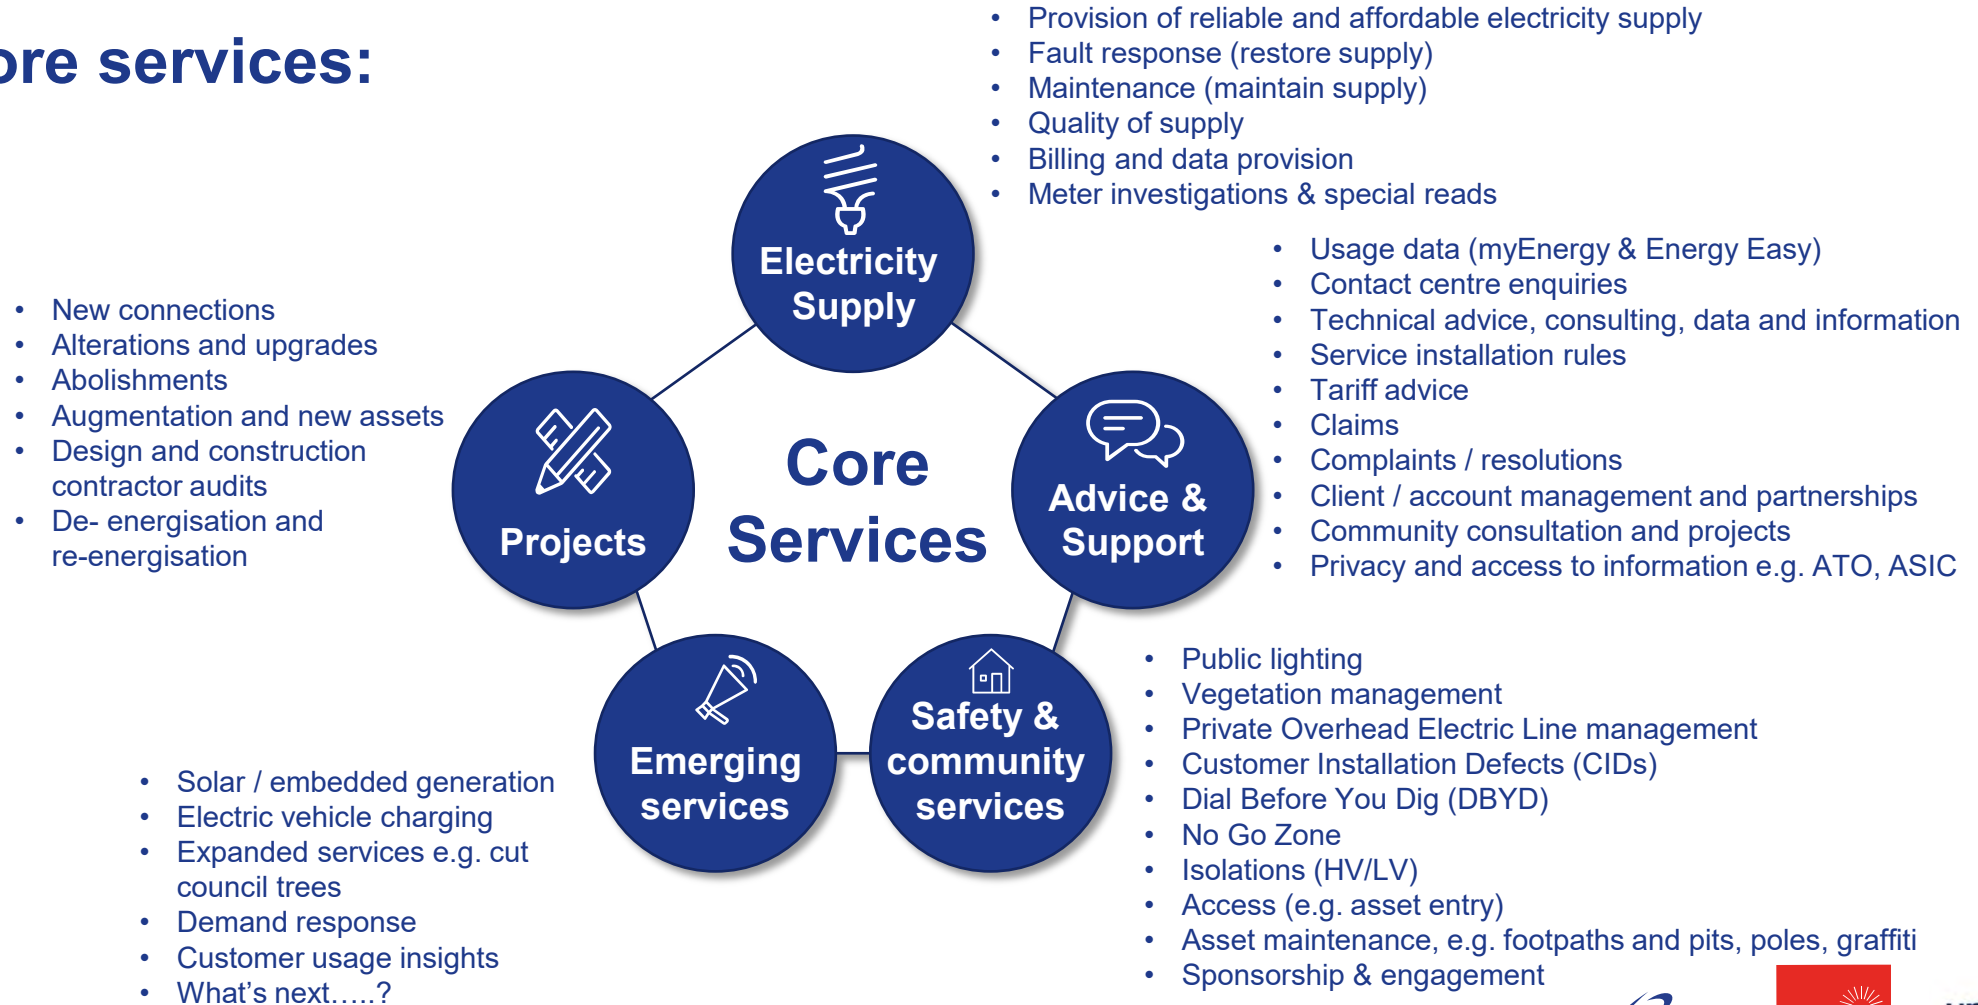 ore services:
• Provision of reliable and affordable electricity supply
• Fault response (restore supply)
• Maintenance (maintain supply)
• Quality of supply
• Billing and data provision
• Meter investigations & special reads
Electricity
Supply
• Usage data (myEnergy & Energy Easy)
• Contact centre enquiries
• Technical advice, consulting, data and information
• Service installation rules
• Tariff advice
• Claims
• Complaints / resolutions
• Client / account management and partnerships
• Community consultation and projects
• Privacy and access to information e.g. ATO, ASIC
Advice &
Support
• New connections
• Alterations and upgrades
• Abolishments
• Augmentation and new assets
• Design and construction
contractor audits
• De- energisation and
re-energisation
Projects
Core
Services
Emerging
services
Safety &
community
services
• Public lighting
• Vegetation management
• Private Overhead Electric Line management
• Customer Installation Defects (CIDs)
• Dial Before You Dig (DBYD)
• No Go Zone
• Isolations (HV/LV)
• Access (e.g. asset entry)
• Asset maintenance, e.g. footpaths and pits, poles, graffiti
• Sponsorship & engagement
• Solar / embedded generation
• Electric vehicle charging
• Expanded services e.g. cut
council trees
• Demand response
• Customer usage insights
• What's next…..?